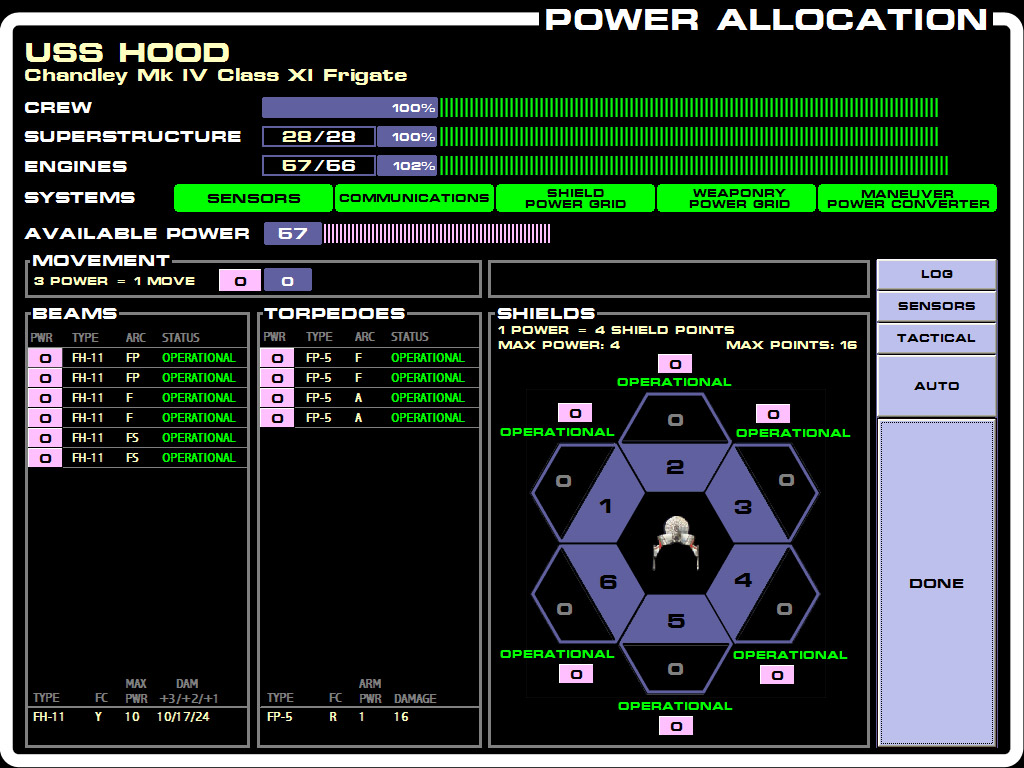 POWER ALLOCATION
USS HOOD
Chandley Mk IV Class XI Frigate
CREW 100%
SUPERSTRUCTURE 28/28 100%
ENGINES 57/56 102%
SYSTEMS SENSORS COMMUNICATIONS SHIELD POWER GRID WEAPONRY POWER GRID MANEUVER POWER CONVERTER
AVAILABLE POWER 57
MOVEMENT
3 POWER = 1 MOVE 0 0
BEAMS
PWR TYPE ARC STATUS
0 FH-11 FP OPERATIONAL
0 FH-11 FP OPERATIONAL
0 FH-11 F OPERATIONAL
0 FH-11 F OPERATIONAL
0 FH-11 FS OPERATIONAL
0 FH-11 FS OPERATIONAL
MAX DAM
TYPE FC PWR +3/+2/+1
FH-11 Y 10 10/17/24
TORPEDOES
PWR TYPE ARC STATUS
0 FP-5 F OPERATIONAL
0 FP-5 F OPERATIONAL
0 FP-5 A OPERATIONAL
0 FP-5 A OPERATIONAL
ARM
TYPE FC PWR DAMAGE
FP-5 R 1 16
SHIELDS
1 POWER = 4 SHIELD POINTS
MAX POWER: 4 MAX POINTS: 16
0
OPERATIONAL
0 0
OPERATIONAL 0 OPERATIONAL
0 2 0
1 3
6 4
0 5 0
OPERATIONAL 0 OPERATIONAL
0 0
OPERATIONAL
0
LOG
SENSORS
TACTICAL
AUTO
DONE